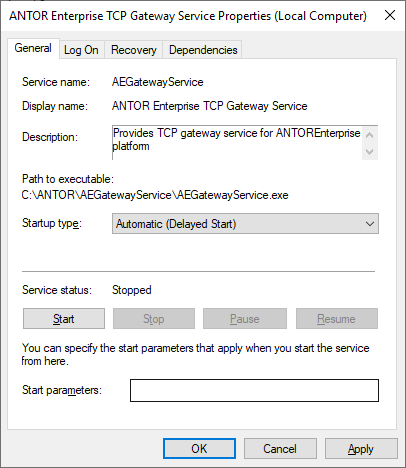 ANTOR Enterprise TCP Gateway Service Properties (Local Computer)
General Log On Recovery Dependencies
Service name: AEGatewayService
Display name: ANTOR Enterprise TCP Gateway Service
Description: Provides TCP gateway service for ANTOREnterprise
platform
Path to executable:
C:\ANTOR\AEGatewayService\AEGatewayService.exe
Startup type: Automatic (Delayed Start)
Service status: Stopped
Start Stop Pause Resume
You can specify the start parameters that apply when you start the service
from here.
Start parameters:
OK Cancel Apply